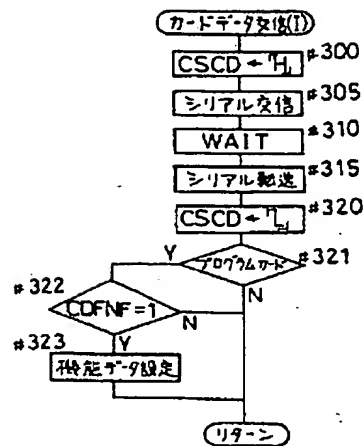 カードデータ交信(I)
#300
CSCD←"H"
#305
シリアル交信
#310
WAIT
#315
シリアル転送
#320
CSCD←
#321
プログラムカード
Y
N
#322
CDFNF=1
N
Y
#323
機能データ設定
リターン